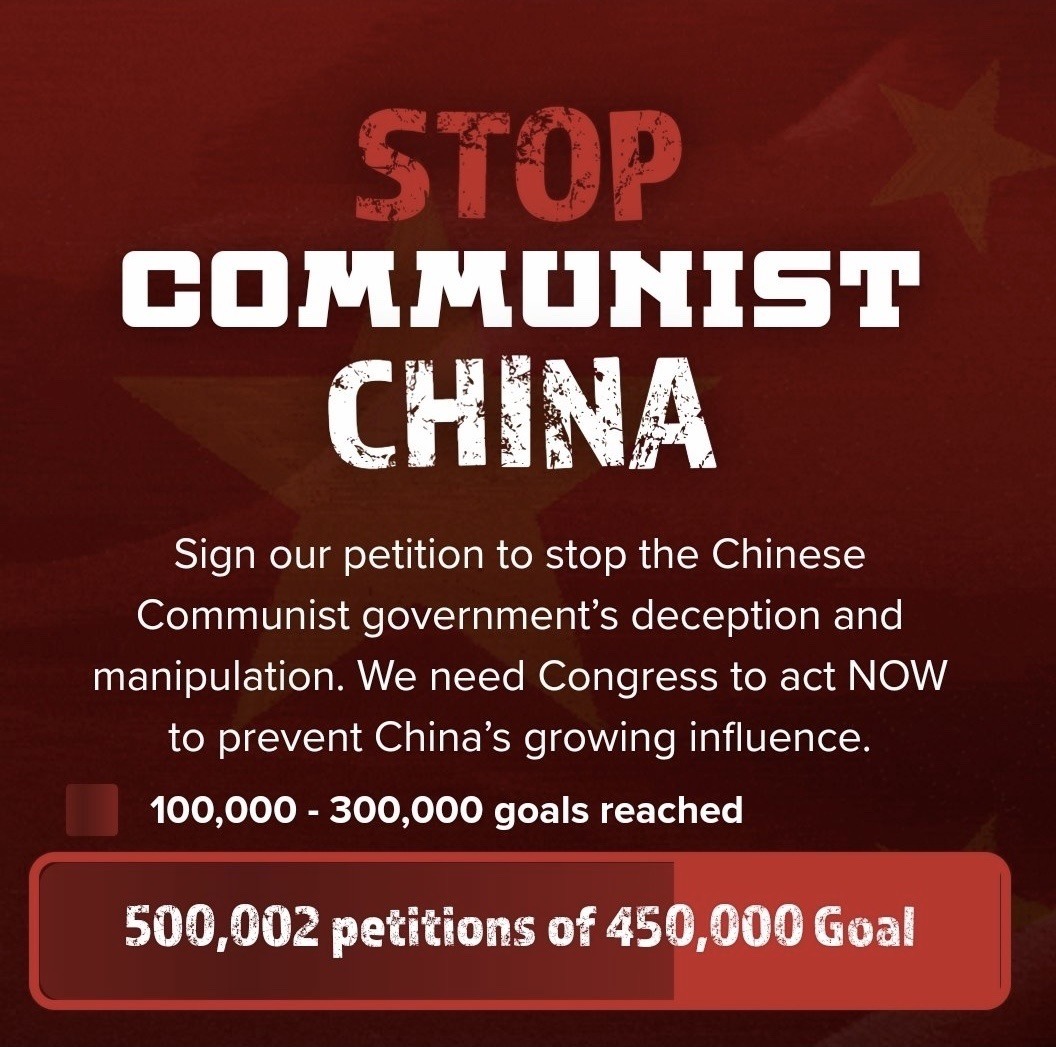 STOP
COMMUNIST
CHINA
Sign our petition to stop the Chinese
Communist government’s deception and
manipulation. We need Congress to act NOW
to prevent China’s growing influence.
100,000 - 300,000 goals reached
500,002 petitions of 450,000 Goal